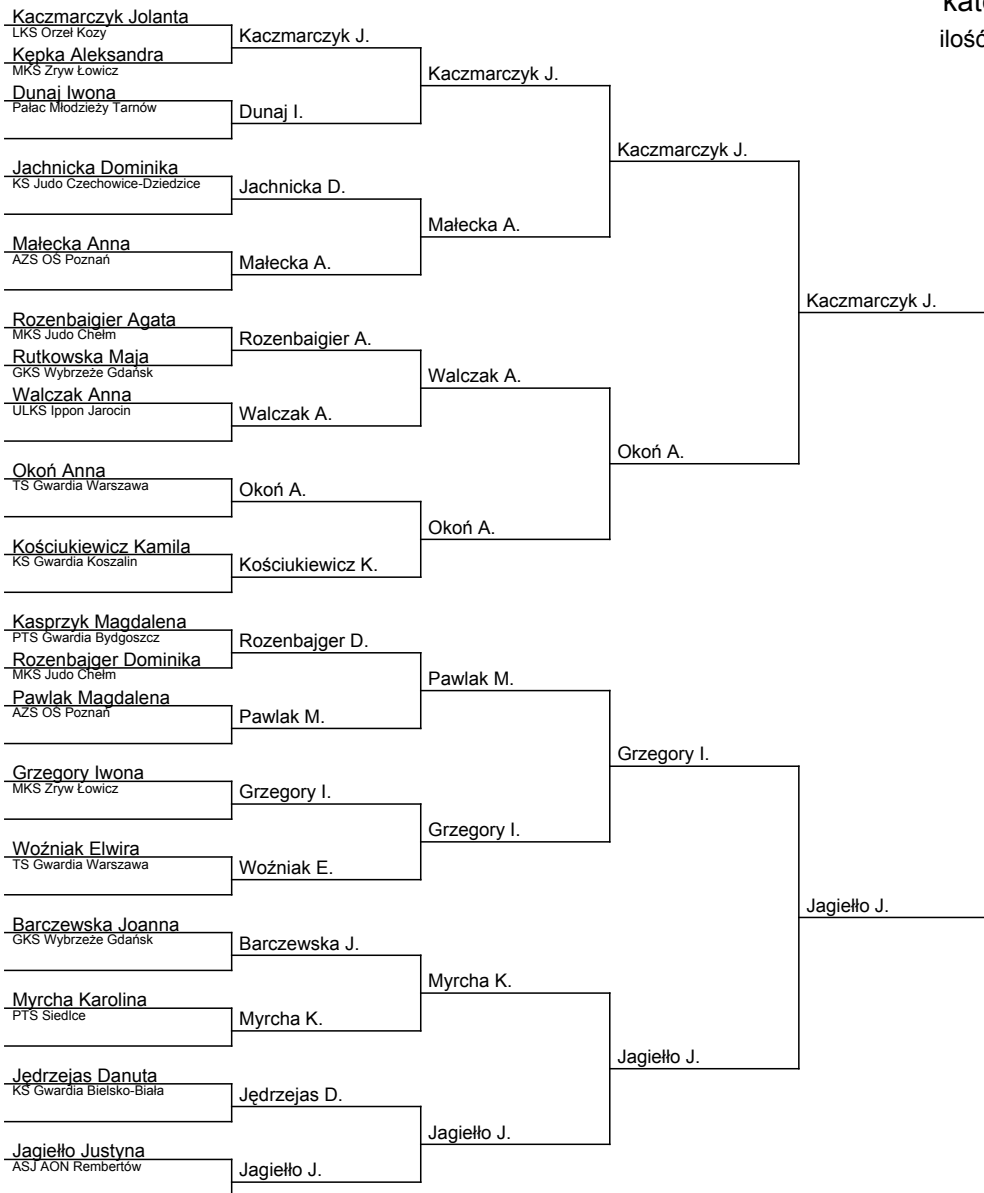 kate
ilość
Kaczmarczyk Jolanta
LKS Orzeł Kozy
Kępka Aleksandra
MKS Zryw Łowicz
Dunaj Iwona
Pałac Młodzieży Tarnów
Jachnicka Dominika
KS Judo Czechowice-Dziedzice
Małecka Anna
AZS OŚ Poznań
Rozenbaigier Agata
MKS Judo Chełm
Rutkowska Maja
GKS Wybrzeże Gdańsk
Walczak Anna
ULKS Ippon Jarocin
Okoń Anna
TS Gwardia Warszawa
Kościukiewicz Kamila
KS Gwardia Koszalin
Kasprzyk Magdalena
PTS Gwardia Bydgoszcz
Rozenbajger Dominika
MKS Judo Chełm
Pawlak Magdalena
AZS OŚ Poznań
Grzegory Iwona
MKS Zryw Łowicz
Woźniak Elwira
TS Gwardia Warszawa
Barczewska Joanna
GKS Wybrzeże Gdańsk
Myrcha Karolina
PTS Siedlce
Jędrzejas Danuta
KS Gwardia Bielsko-Biała
Jagiełło Justyna
ASJ AON Rembertów
Kaczmarczyk J.
Dunaj I.
Jachnicka D.
Małecka A.
Rozenbaigier A.
Walczak A.
Okoń A.
Kościukiewicz K.
Rozenbajger D.
Pawlak M.
Grzegory I.
Woźniak E.
Barczewska J.
Myrcha K.
Jędrzejas D.
Jagiełło J.
Kaczmarczyk J.
Małecka A.
Walczak A.
Okoń A.
Pawlak M.
Grzegory I.
Myrcha K.
Jagiełło J.
Kaczmarczyk J.
Okoń A.
Grzegory I.
Jagiełło J.
Kaczmarczyk J.
Jagiełło J.